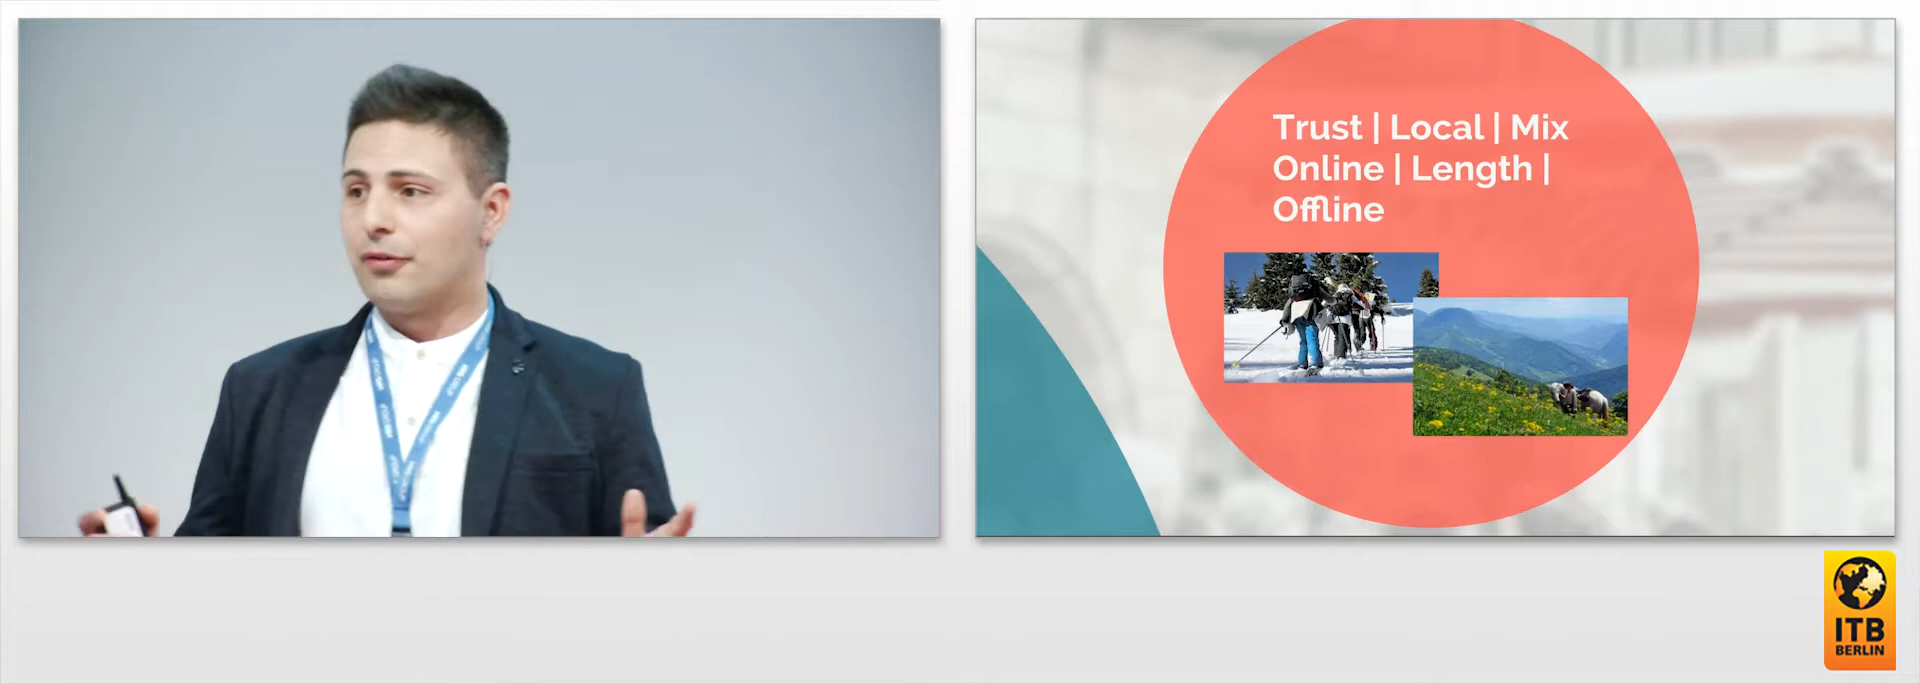 Trust | Local | Mix
Online | Length |
Offline
ITB
BERLIN